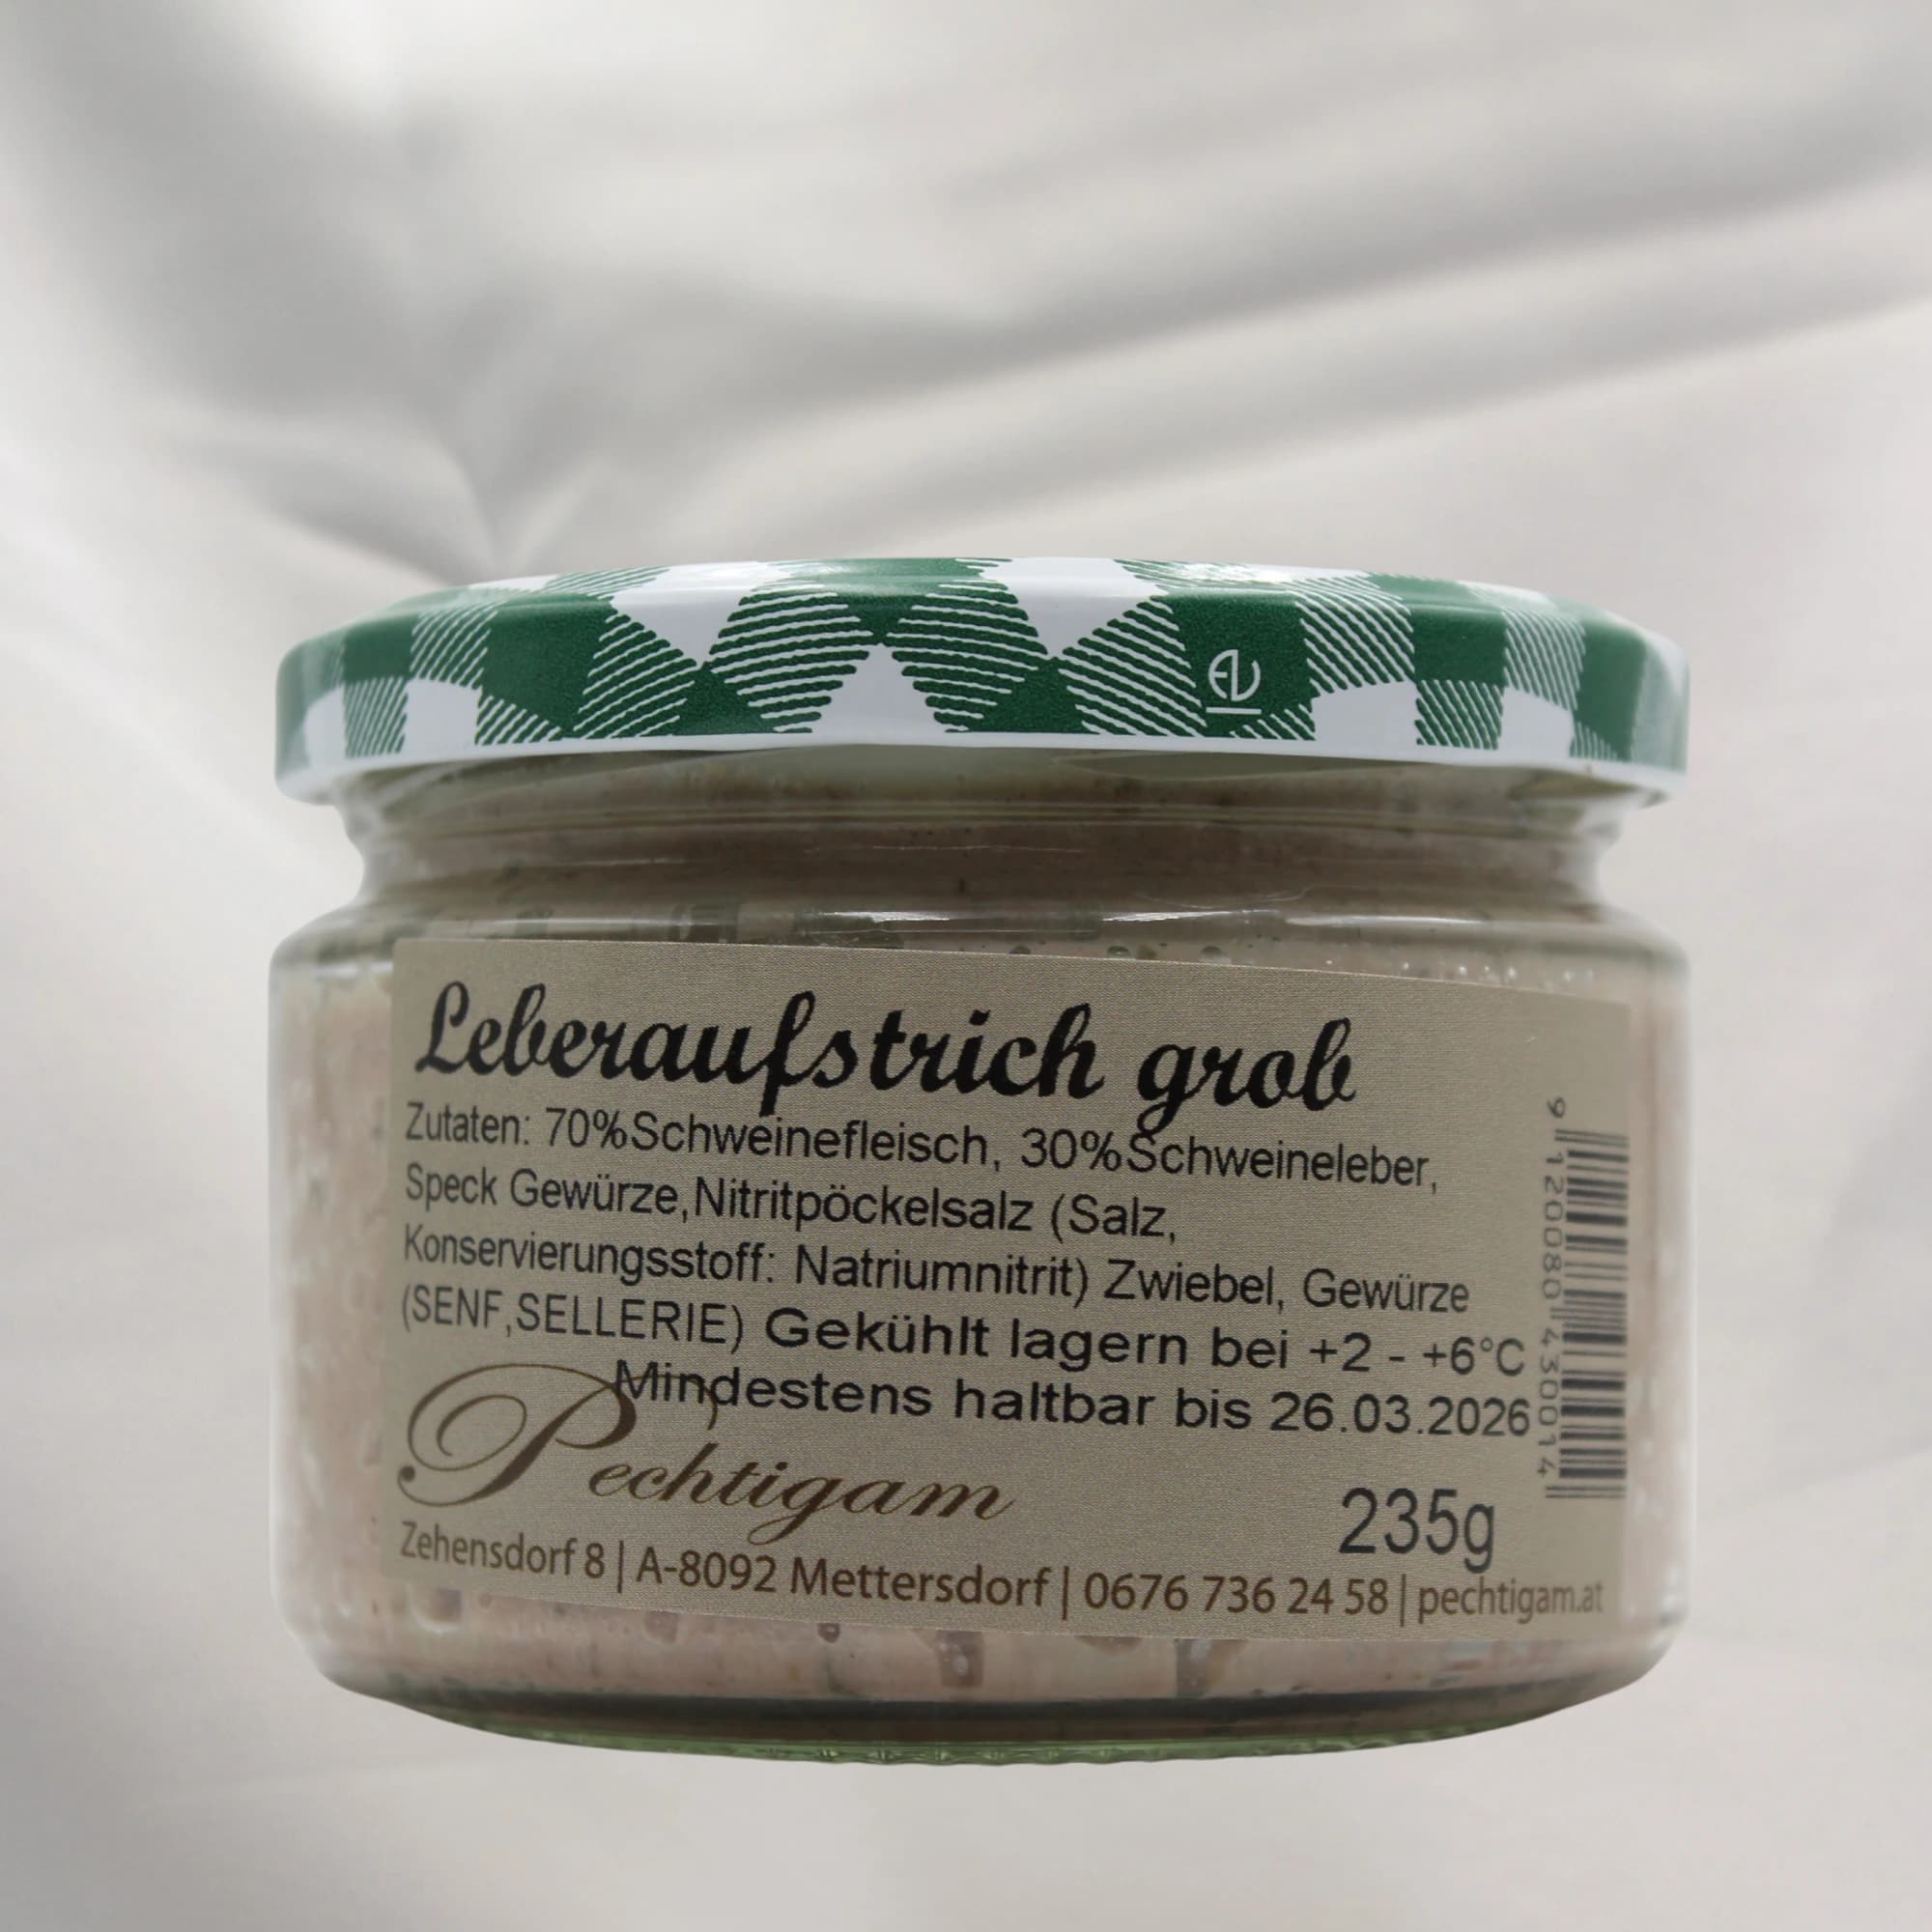 Leberaufstrich grob
Zutaten: 70%Schweinefleisch, 30%Schweineleber,
Speck Gewürze,Nitritpöckelsalz (Salz,
Konservierungsstoff: Natriumnitrit) Zwiebel, Gewürze
(SENF,SELLERIE) Gekühlt lagern bei +2 - +6°C
Mindestens haltbar bis 26.03.2026
Pechtigam
235g
Zehensdorf 8 | A-8092 Mettersdorf | 0676 736 24 58 | pechtigam.at
9 120080 430014